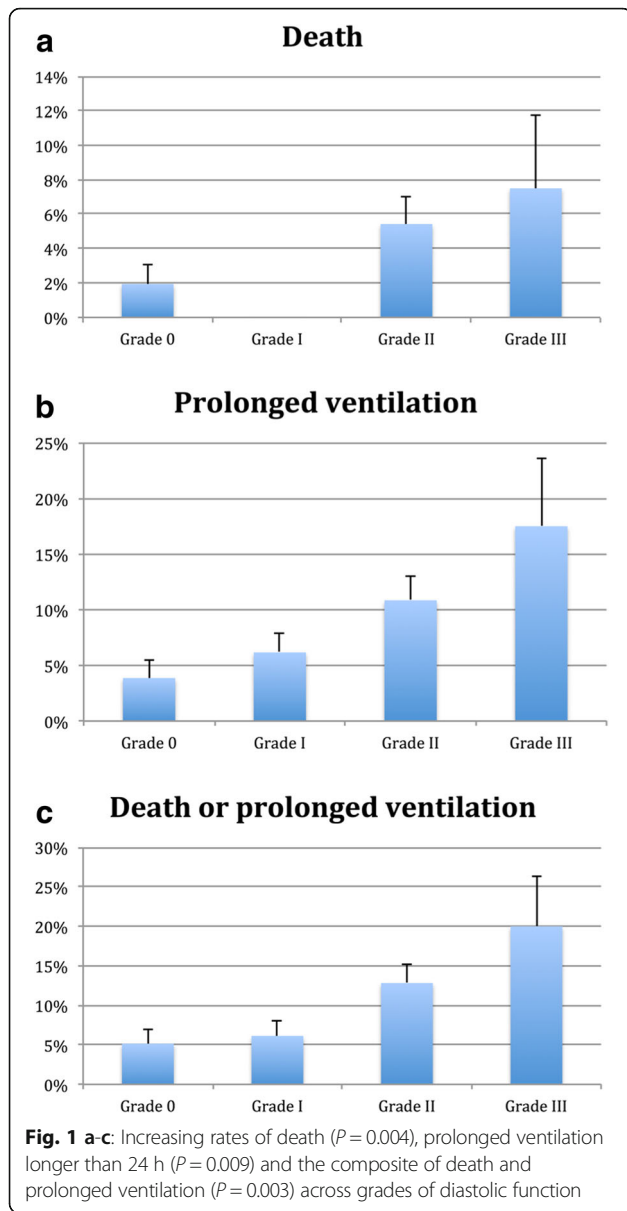 a
Death
14%
12%
10%
8%
6%
4%
2%
0%
Grade 0 Grade I Grade II Grade III
b
Prolonged ventilation
25%
20%
15%
10%
5%
0%
Grade 0 Grade I Grade II Grade III
c
Death or prolonged ventilation
30%
25%
20%
15%
10%
5%
0%
Grade 0 Grade I Grade II Grade III
Fig. 1 a-c: Increasing rates of death (P = 0.004), prolonged ventilation
longer than 24 h (P = 0.009) and the composite of death and
prolonged ventilation (P = 0.003) across grades of diastolic function